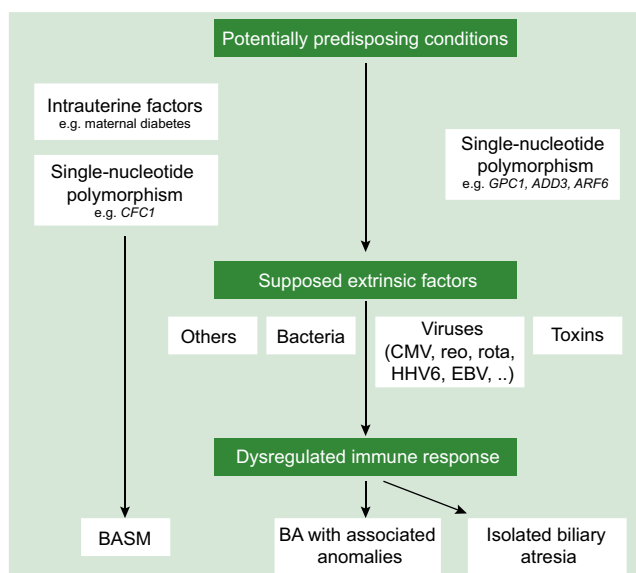 Potentially predisposing conditions
Intrauterine factors
e.g. maternal diabetes
Single-nucleotide
polymorphism
e.g. CFC1
Single-nucleotide
polymorphism
e.g. GPC1, ADD3, ARF6
Supposed extrinsic factors
Others
Bacteria
Viruses
(CMV, reo, rota,
HHV6, EBV, ..)
Toxins
Dysregulated immune response
BASM
BA with associated
anomalies
Isolated biliary
atresia